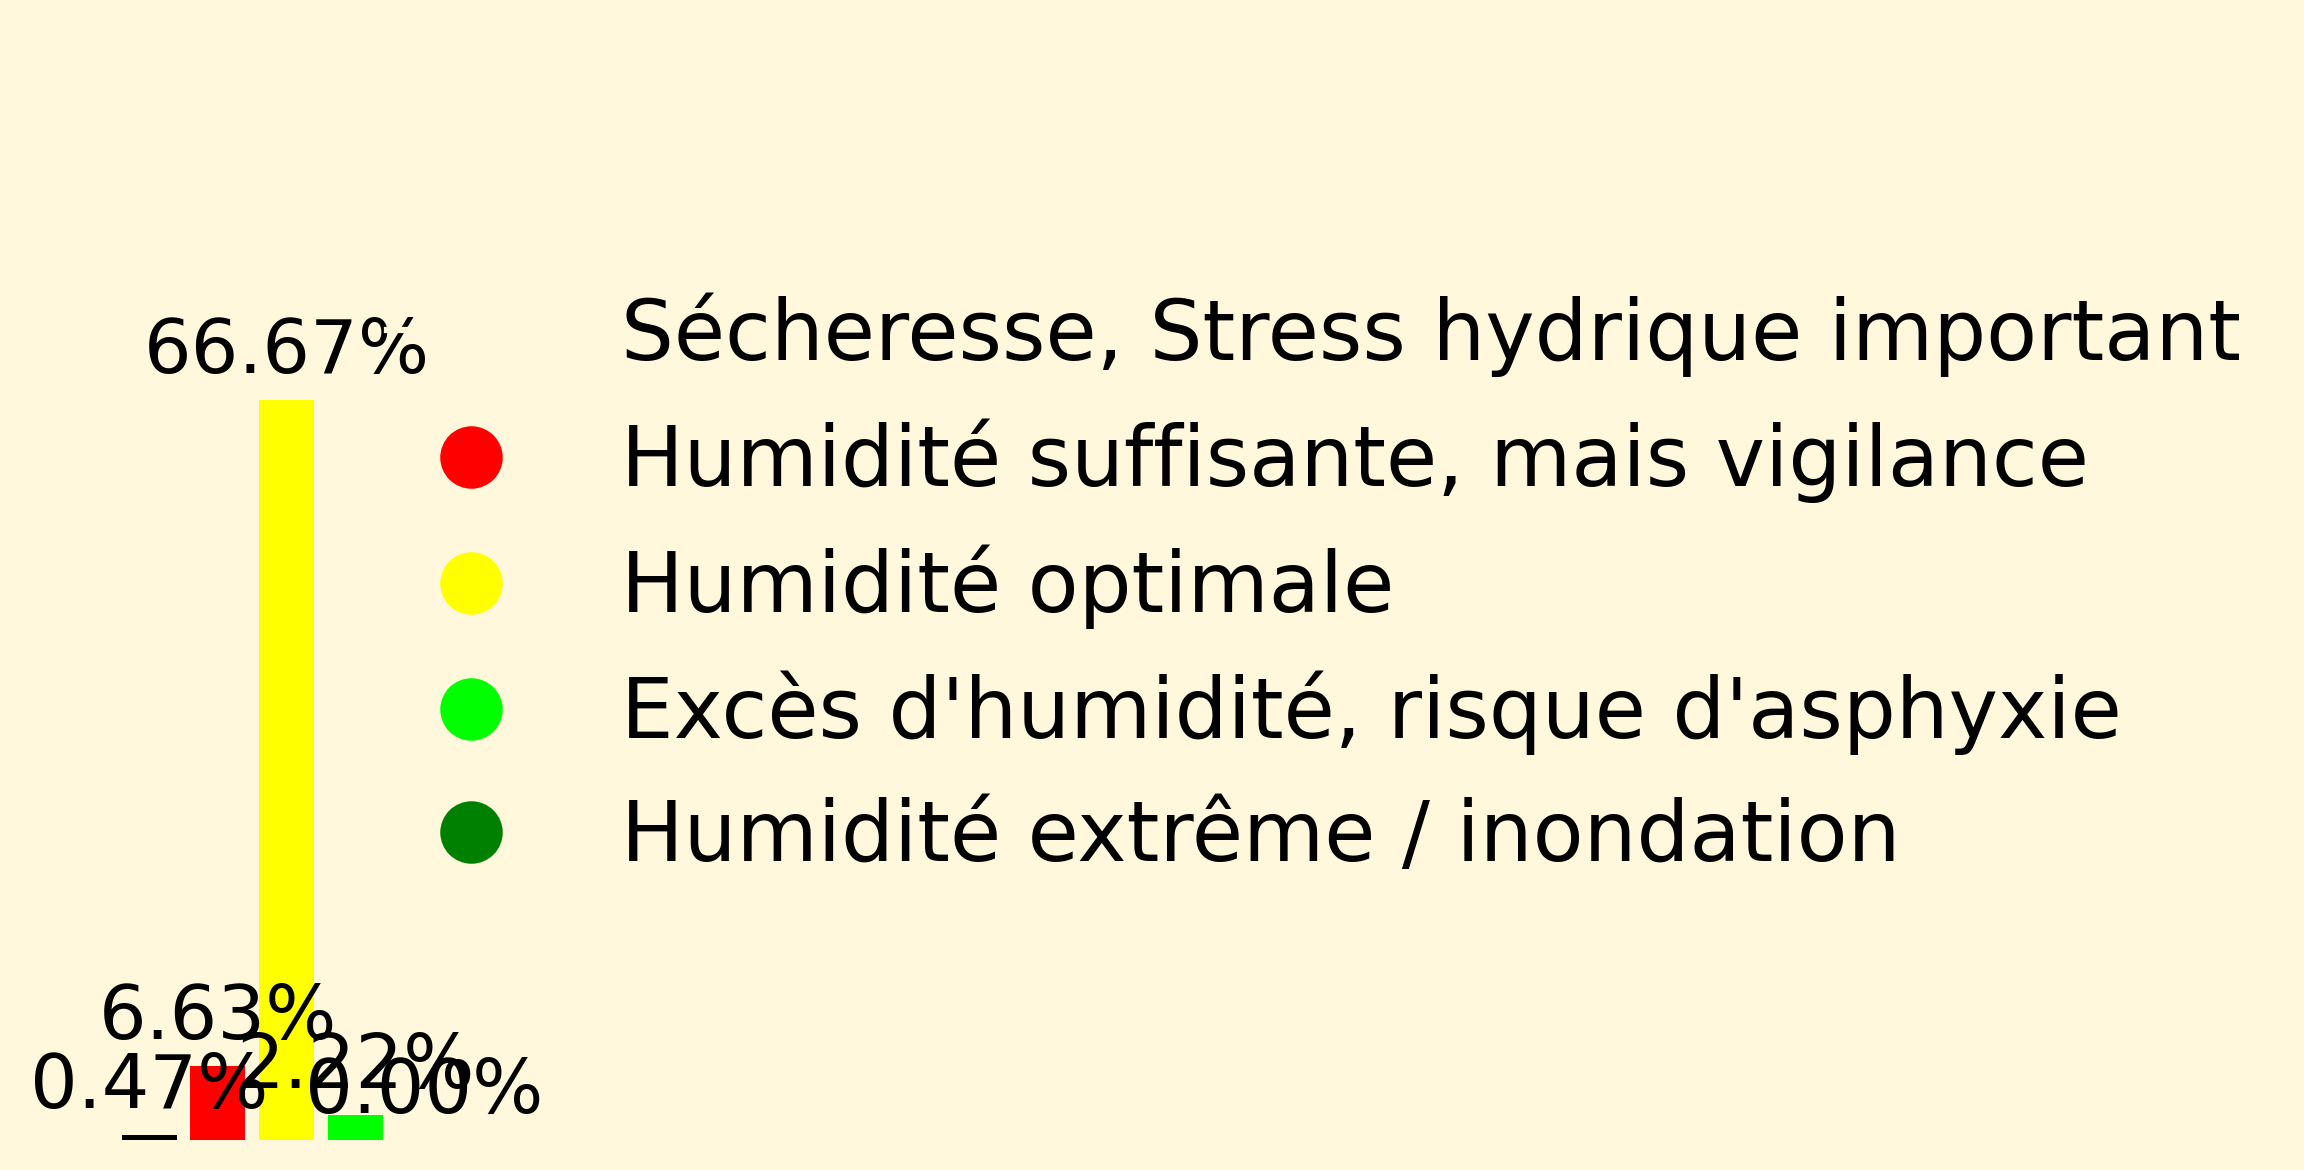 66.67%
Sécheresse, Stress hydrique important
Humidité suffisante, mais vigilance
Humidité optimale
Excès d'humidité, risque d'asphyxie
Humidité extrême / inondation
6.63%
2.22%
0.47%
0.00%